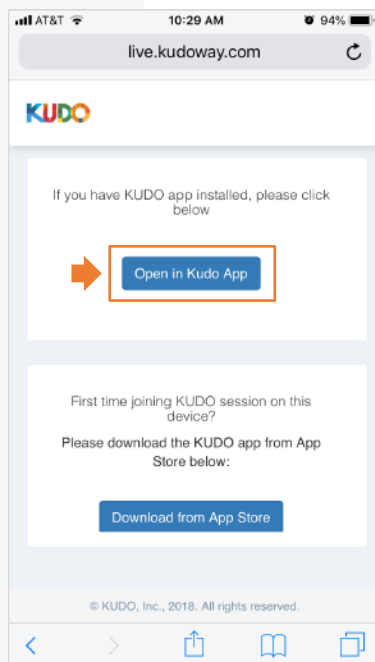 AT&T 10:29 AM 94%
live.kudoway.com
KUDO
If you have KUDO app installed, please click
below
Open in Kudo App
First time joining KUDO session on this
device?
Please download the KUDO app from App
Store below:
Download from App Store
© KUDO, Inc., 2018. All rights reserved.